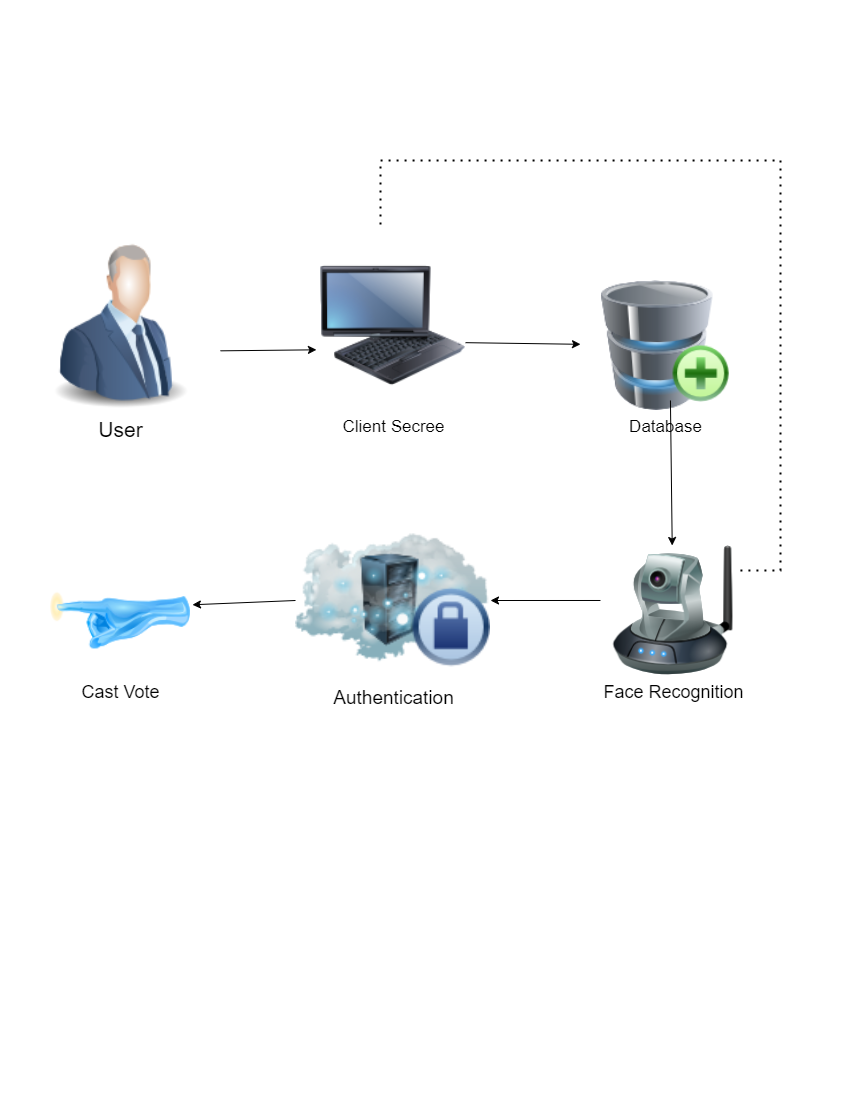 User
Client Secree
Database
Cast Vote
Authentication
Face Recognition